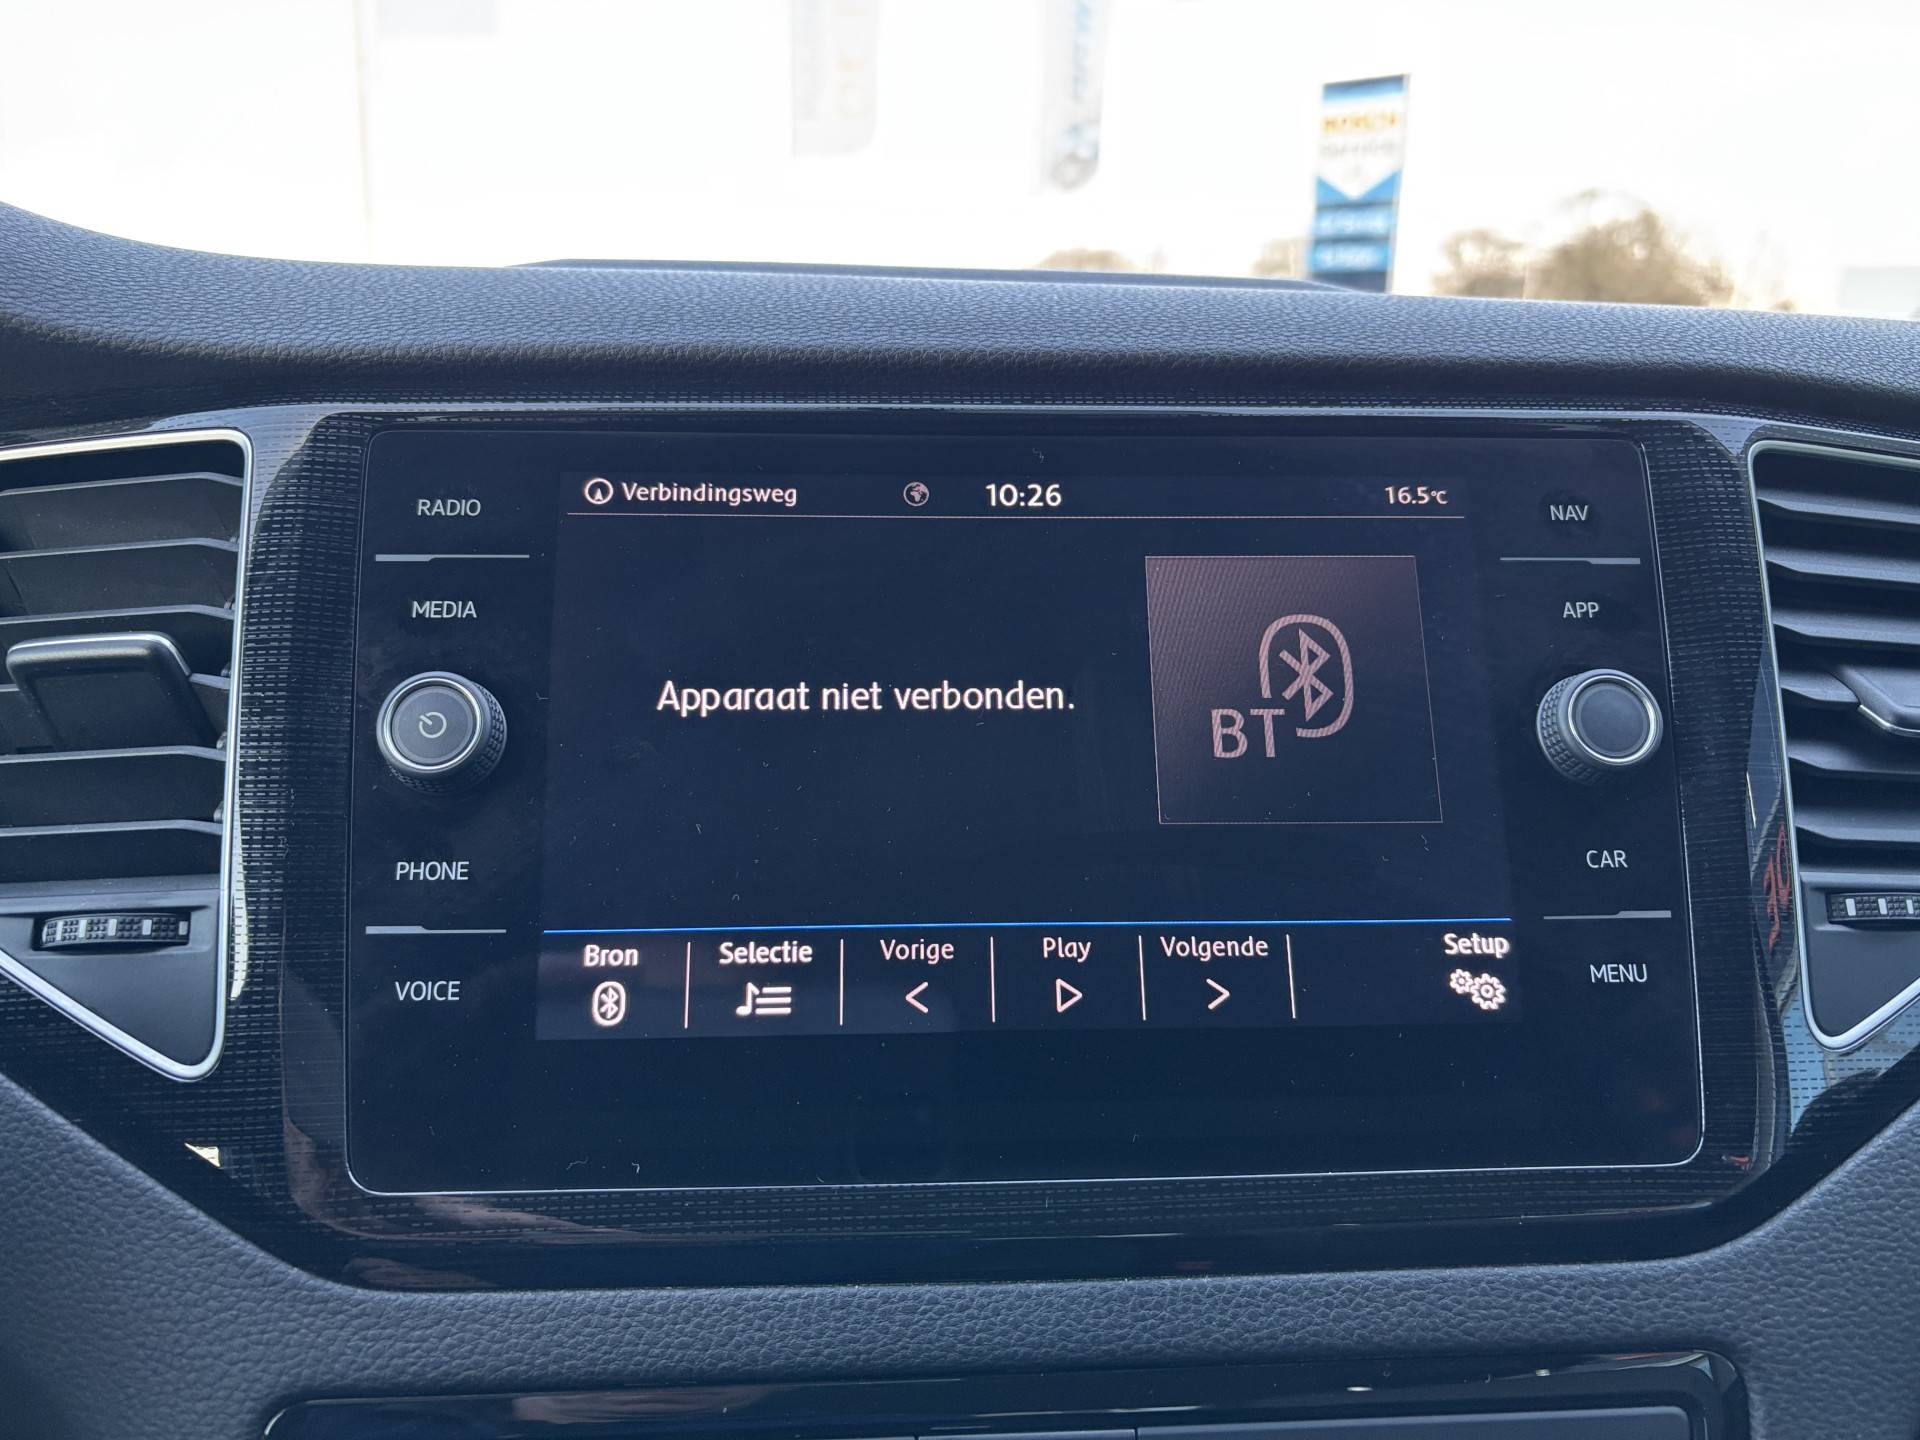 RADIO
MEDIA
PHONE
VOICE
Verbindingsweg
10:26
16.5°C
Apparaat niet verbonden.
BT
Bron
Selectie
Vorige
Play
Volgende
Setup
NAV
APP
CAR
MENU